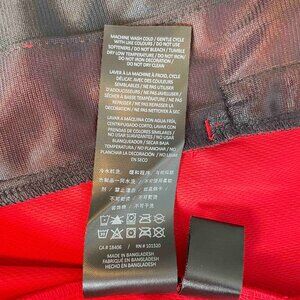 MACHINE WASH COLD / GENTLE CYCLE
WITH LIKE COLOURS / DO NOT USE
SOFTENERS / DO NOT BLEACH / TUMBLE
DRY LOW TEMPERATURE / DO NOT
IRON / DO NOT IRON DECORATION /
DO NOT DRY CLEAN
LAVER À LA MACHINE À FROID, CYCLE
DÉLICAT AVEC DES COULEURS
SEMBLABLES / NE PAS UTILISER
D'ADOUCISSEURS / NE PAS JAVELLISER /
SÉCHER À BASSE TEMPÉRATURE /
NE PAS REPASSER / NE PAS REPASSER
LA DÉCORATION / NE PAS NETTOYER
À SEC
LAVAR A MÁQUINA CON AGUA FRÍA,
CENTRIFUGADO CORTO, LAVAR CON
PRENDAS DE COLORES SIMILARES /
NO USAR SUAVIZANTES / NO USAR
BLANQUEADOR / SECAR BAJA
TEMPERATURA / NO PLANCHAR / NO
PLANCHAR LA DECORACIÓN / NO LAVAR
EN SECO
CA# 18406 RN# 101520
MADE IN BANGLADESH
FABRIQUÉ EN BANGLADESH
HECHO EN BANGLADESH